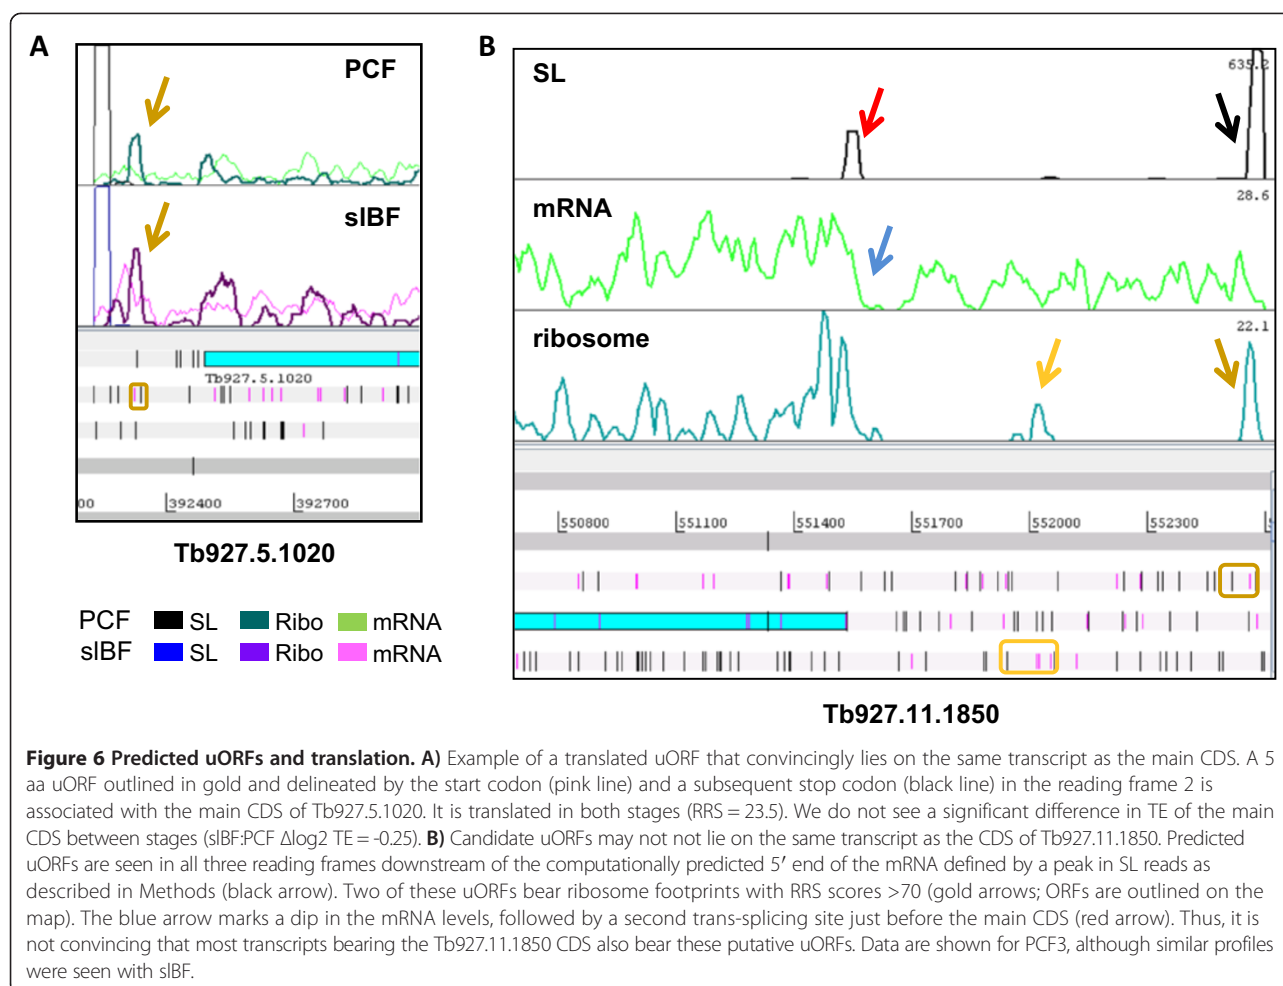 A
PCF
slBF
Tb927.5.1020
00 392400 392700
Tb927.5.1020
PCF SL Ribo mRNA
slBF SL Ribo mRNA
B
SL
635.2
mRNA
28.6
ribosome
22.1
550800 551100 551400 551700 552000 552300
Tb927.11.1850
Figure 6 Predicted uORFs and translation. A) Example of a translated uORF that convincingly lies on the same transcript as the main CDS. A 5
aa uORF outlined in gold and delineated by the start codon (pink line) and a subsequent stop codon (black line) in the reading frame 2 is
associated with the main CDS of Tb927.5.1020. It is translated in both stages (RRS = 23.5). We do not see a significant difference in TE of the main
CDS between stages (slBF:PCF Δlog2 TE = -0.25). B) Candidate uORFs may not not lie on the same transcript as the CDS of Tb927.11.1850. Predicted
uORFs are seen in all three reading frames downstream of the computationally predicted 5′ end of the mRNA defined by a peak in SL reads as
described in Methods (black arrow). Two of these uORFs bear ribosome footprints with RRS scores >70 (gold arrows; ORFs are outlined on the
map). The blue arrow marks a dip in the mRNA levels, followed by a second trans-splicing site just before the main CDS (red arrow). Thus, it is
not convincing that most transcripts bearing the Tb927.11.1850 CDS also bear these putative uORFs. Data are shown for PCF3, although similar profiles
were seen with slBF.